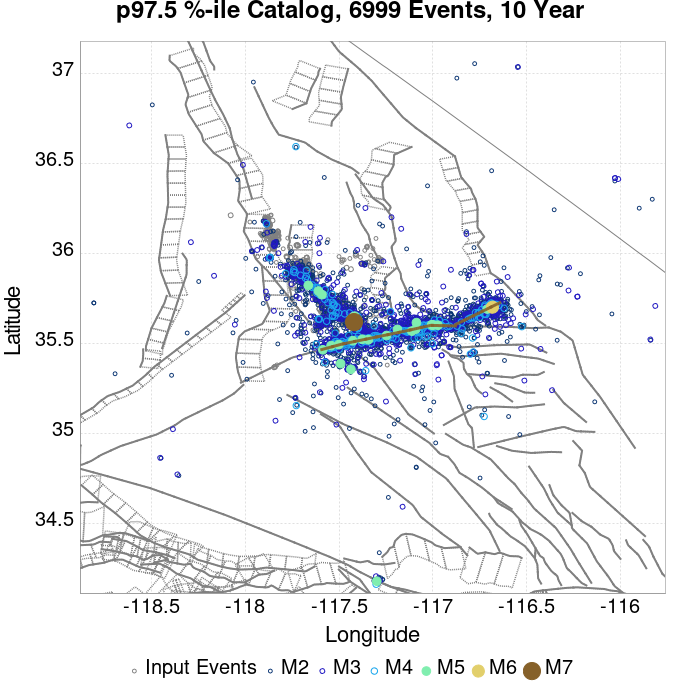 p97.5 %-ile Catalog, 6999 Events, 10 Year
37
36.5
36
35.5
35
34.5
Latitude
-118.5 -118 -117.5 -117 -116.5 -116
Longitude
Input Events M2 M3 M4 M5 M6 M7